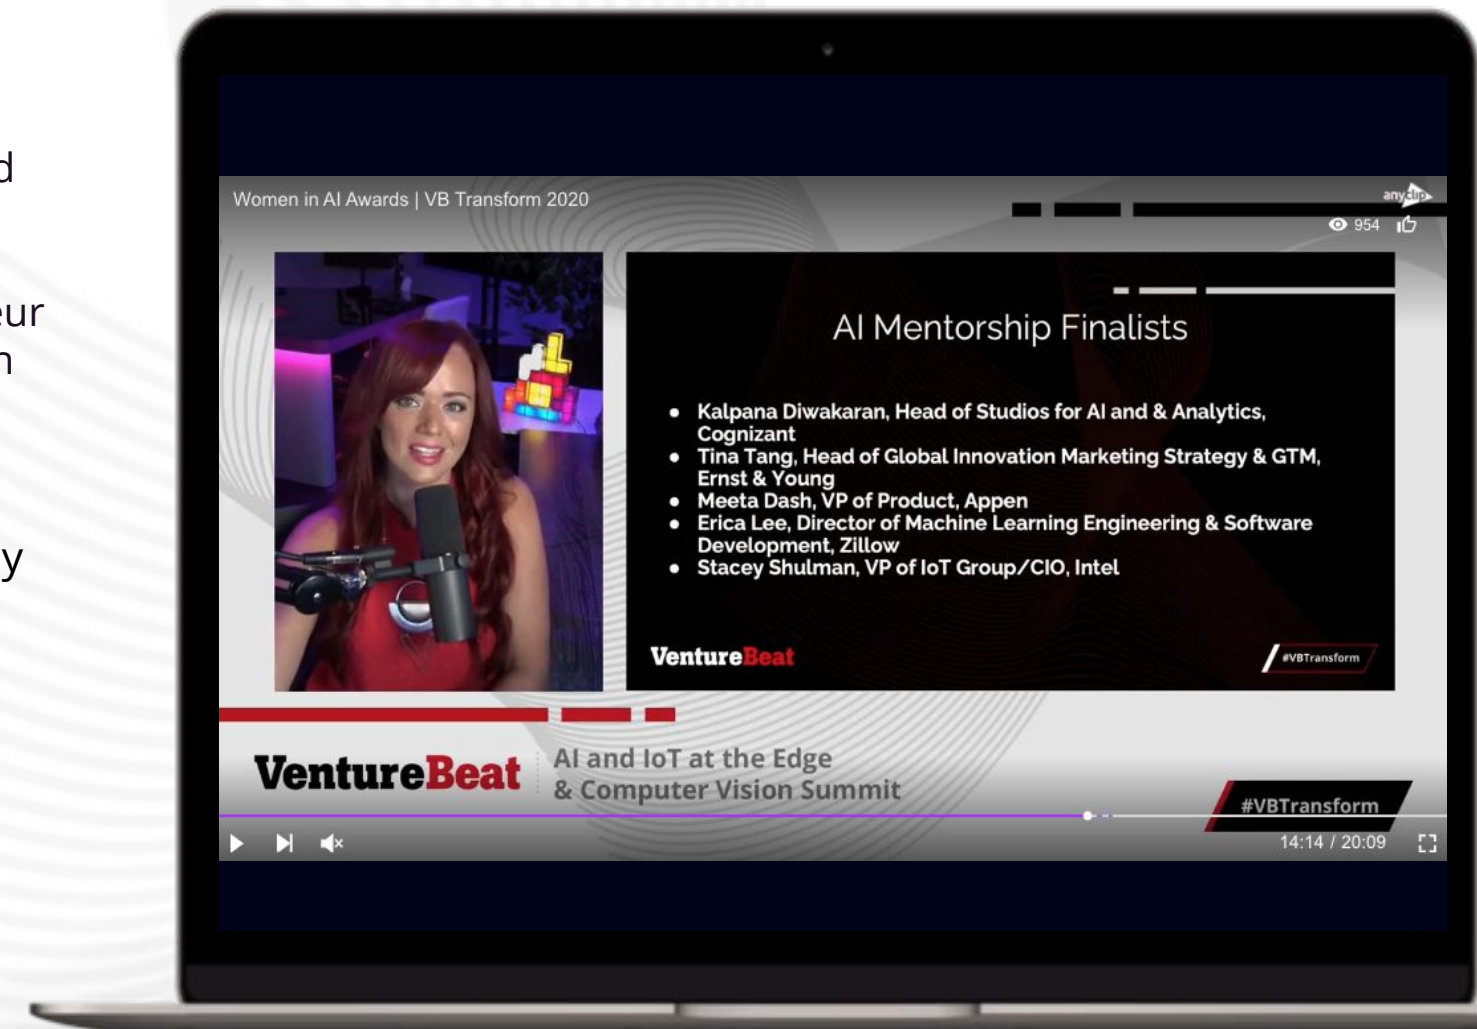 d
eur
n
y
Women in AI Awards | VB Transform 2020
anyclip
954
AI Mentorship Finalists
● Kalpana Diwakaran, Head of Studios for AI and & Analytics,
Cognizant
● Tina Tang, Head of Global Innovation Marketing Strategy & GTM,
Ernst & Young
● Meeta Dash, VP of Product, Appen
● Erica Lee, Director of Machine Learning Engineering & Software
Development, Zillow
● Stacey Shulman, VP of IoT Group/CIO, Intel
VentureBeat
#VBTransform
VentureBeat
AI and IoT at the Edge
& Computer Vision Summit
#VBTransform
14:14 / 20:09